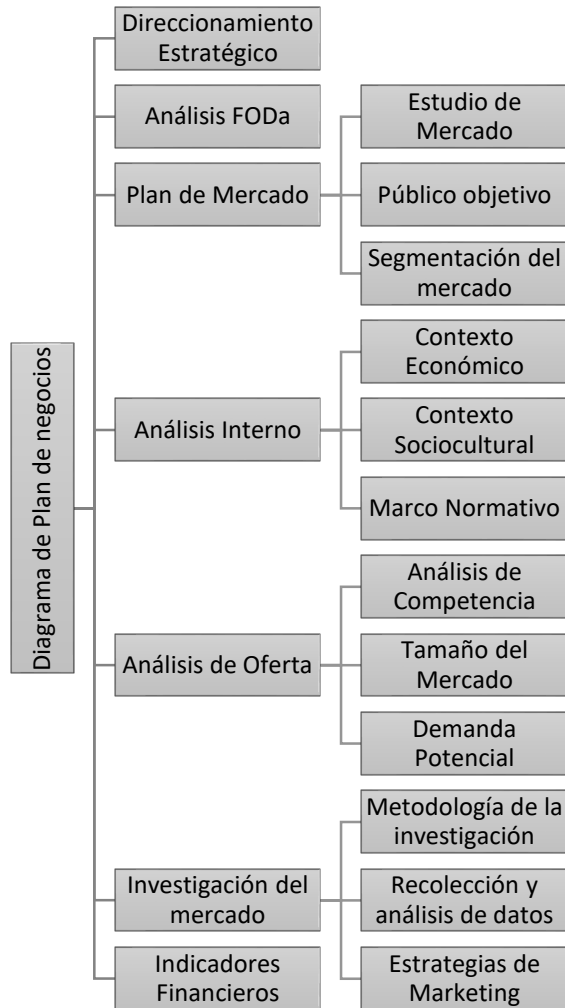 Diagrama de Plan de negocios
Direccionamiento
Estratégico
Análisis FODa
Plan de Mercado
Estudio de
Mercado
Público objetivo
Segmentación del
mercado
Análisis Interno
Contexto
Económico
Contexto
Sociocultural
Marco Normativo
Análisis de Oferta
Análisis de
Competencia
Tamaño del
Mercado
Demanda
Potencial
Investigación del
mercado
Metodología de la
investigación
Recolección y
análisis de datos
Estrategias de
Marketing
Indicadores
Financieros